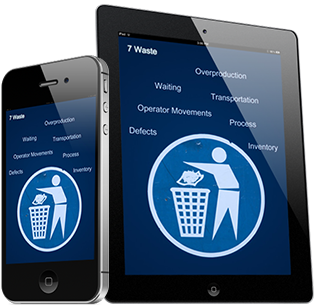 7 Waste
Overproduction
Waiting
Transportation
Operator Movements
Process
Defects
Inventory
7 Waste
Overproduction
Waiting
Transportation
Operator Movements
Process
Defects
Inventory